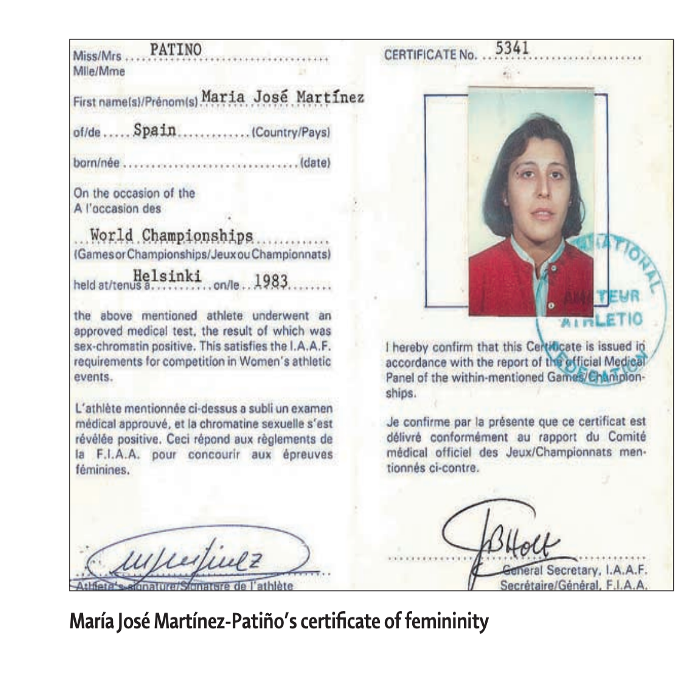 Miss/Mrs .... PATINO ....
Mlle/Mme
First name(s)/Prénom(s) Maria José Martínez
of/de ..... Spain ............. (Country/Pays)
born/née ................................ (date)
On the occasion of the
A l'occasion des
World Championships
(Games or Championships/Jeux ou Championnats)
held at/tenus à Helsinki on/le .. 1983 ........
the above mentioned athlete underwent an
approved medical test, the result of which was
sex-chromatin positive. This satisfies the I.A.A.F.
requirements for competition in Women's athletic
events.
L'athlète mentionnée ci-dessus a subli un examen
médical approuvé, et la chromatine sexuelle s'est
révélée positive. Ceci répond aux règlements de
la F.I.A.A. pour concourir aux épreuves
féminines.
Athlete's signature/Signature de l'athlète
CERTIFICATE No. .. 5341 ........
INTERNATIONAL
AMATEUR
ATHLETIC
FEDERATION
I hereby confirm that this Certificate is issued in
accordance with the report of the official Medical
Panel of the within-mentioned Games/Champion-
ships.
Je confirme par la présente que ce certificat est
délivré conformément au rapport du Comité
médical officiel des Jeux/Championnats men-
tionnés ci-contre.
JBHolt
General Secretary, I.A.A.F.
Secrétaire/Général, F.I.A.A.
María José Martínez-Patiño's certificate of femininity